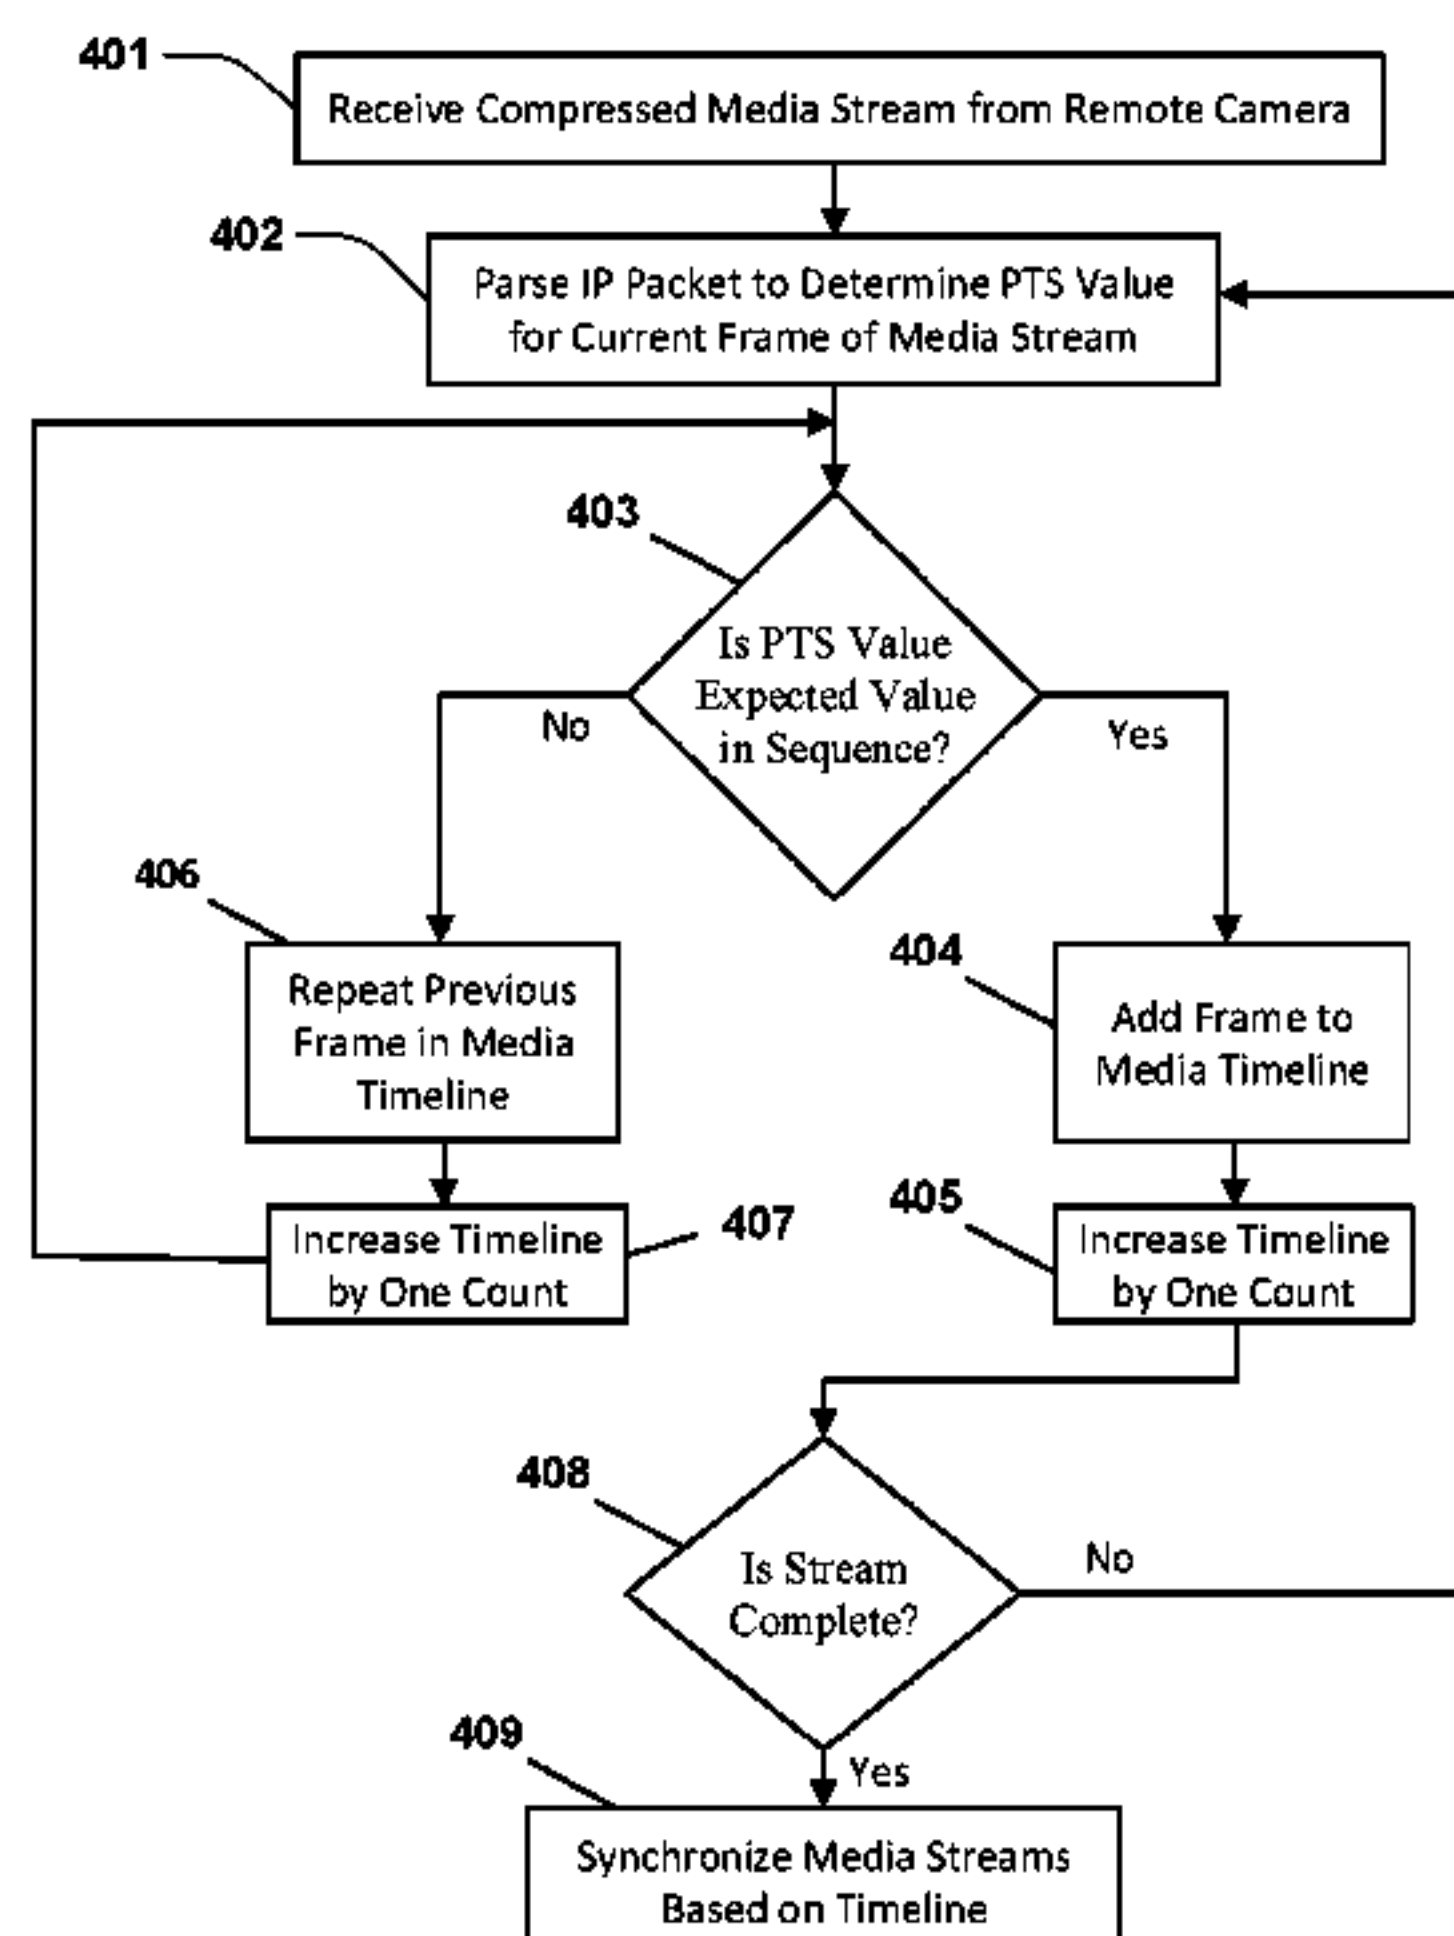 401
Receive Compressed Media Stream from Remote Camera
402
Parse IP Packet to Determine PTS Value
for Current Frame of Media Stream
403
Is PTS Value
Expected Value
in Sequence?
No
Yes
406
Repeat Previous
Frame in Media
Timeline
404
Add Frame to
Media Timeline
Increase Timeline
by One Count
407
405
Increase Timeline
by One Count
408
Is Stream
Complete?
No
Yes
409
Synchronize Media Streams
Based on Timeline